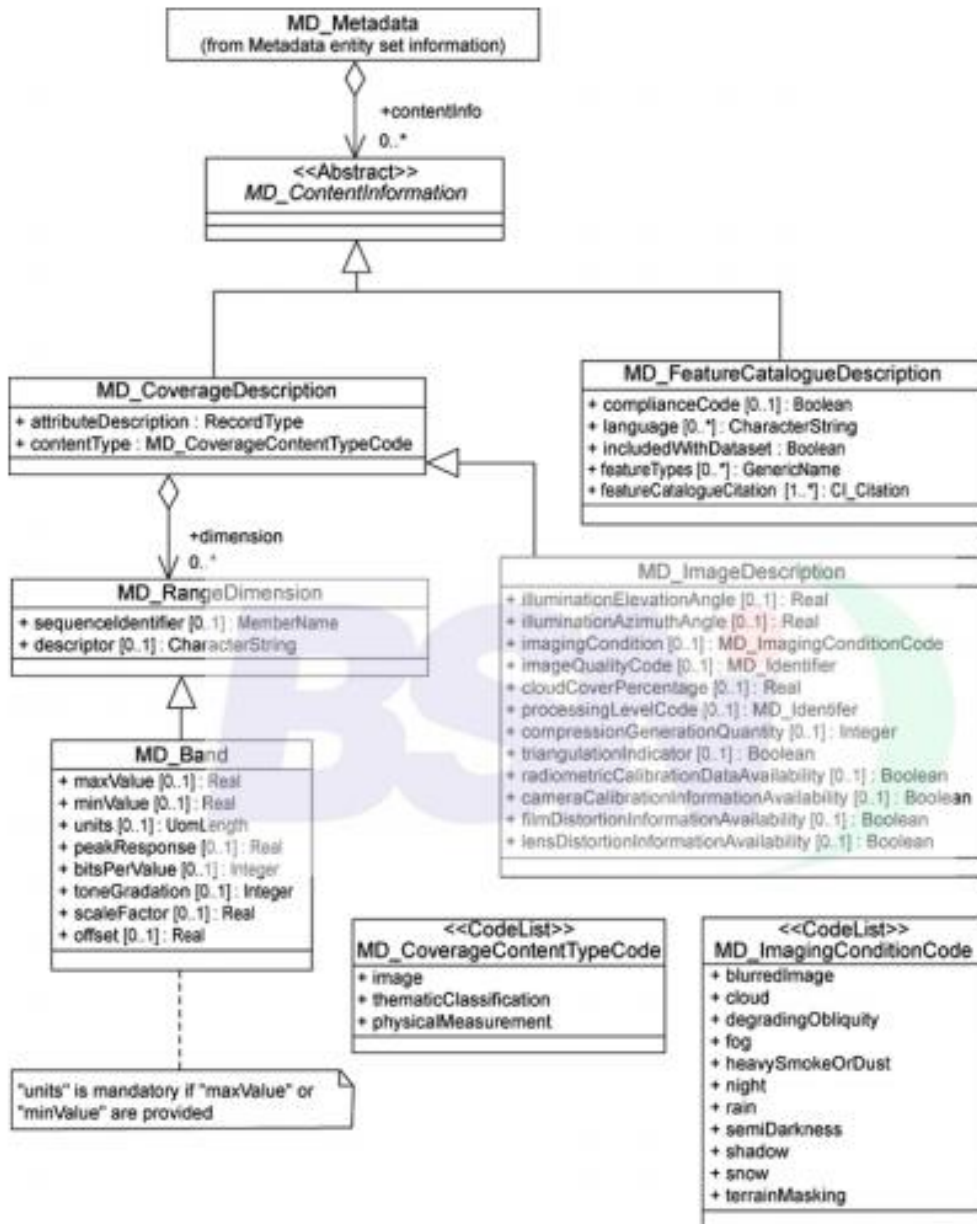 MD_Metadata
(from Metadata entity set information)
+contentInfo
0..*
<<Abstract>>
MD_ContentInformation
MD_CoverageDescription
+ attributeDescription : RecordType
+ contentType : MD_CoverageContentTypeCode
MD_FeatureCatalogueDescription
+ complianceCode [0..1] : Boolean
+ language [0..*] : CharacterString
+ includedWithDataset : Boolean
+ featureTypes [0..*] : GenericName
+ featureCatalogueCitation [1..*] : CI_Citation
+dimension
0..*
MD_RangeDimension
+ sequenceIdentifier [0..1] : MemberName
+ descriptor [0..1] : CharacterString
MD_ImageDescription
+ illuminationElevationAngle [0..1] : Real
+ illuminationAzimuthAngle [0..1] : Real
+ imagingCondition [0..1] : MD_ImagingConditionCode
+ imageQualityCode [0..1] : MD_Identifier
+ cloudCoverPercentage [0..1] : Real
+ processingLevelCode [0..1] : MD_Identifer
+ compressionGenerationQuantity [0..1] : Integer
+ triangulationIndicator [0..1] : Boolean
+ radiometricCalibrationDataAvailability [0..1] : Boolean
+ cameraCalibrationInformationAvailability [0..1] : Boolean
+ filmDistortionInformationAvailability [0..1] : Boolean
+ lensDistortionInformationAvailability [0..1] : Boolean
BS
MD_Band
+ maxValue [0..1] : Real
+ minValue [0..1] : Real
+ units [0..1] : UomLength
+ peakResponse [0..1] : Real
+ bitsPerValue [0..1] : Integer
+ toneGradation [0..1] : Integer
+ scaleFactor [0..1] : Real
+ offset [0..1] : Real
<<CodeList>>
MD_CoverageContentTypeCode
+ image
+ thematicClassification
+ physicalMeasurement
<<CodeList>>
MD_ImagingConditionCode
+ blurredImage
+ cloud
+ degradingObliquity
+ fog
+ heavySmokeOrDust
+ night
+ rain
+ semiDarkness
+ shadow
+ snow
+ terrainMasking
"units" is mandatory if "maxValue" or
"minValue" are provided